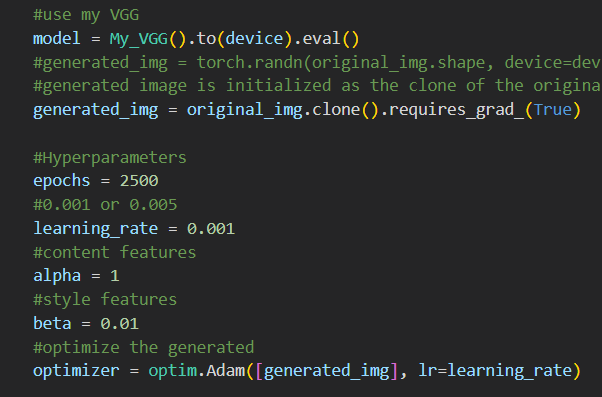 #use my VGG
model = My_VGG().to(device).eval()
#generated_img = torch.randn(original_img.shape, device=dev
#generated image is initialized as the clone of the origina
generated_img = original_img.clone().requires_grad_(True)
#Hyperparameters
epochs = 2500
#0.001 or 0.005
learning_rate = 0.001
#content features
alpha = 1
#style features
beta = 0.01
#optimize the generated
optimizer = optim.Adam([generated_img], lr=learning_rate)